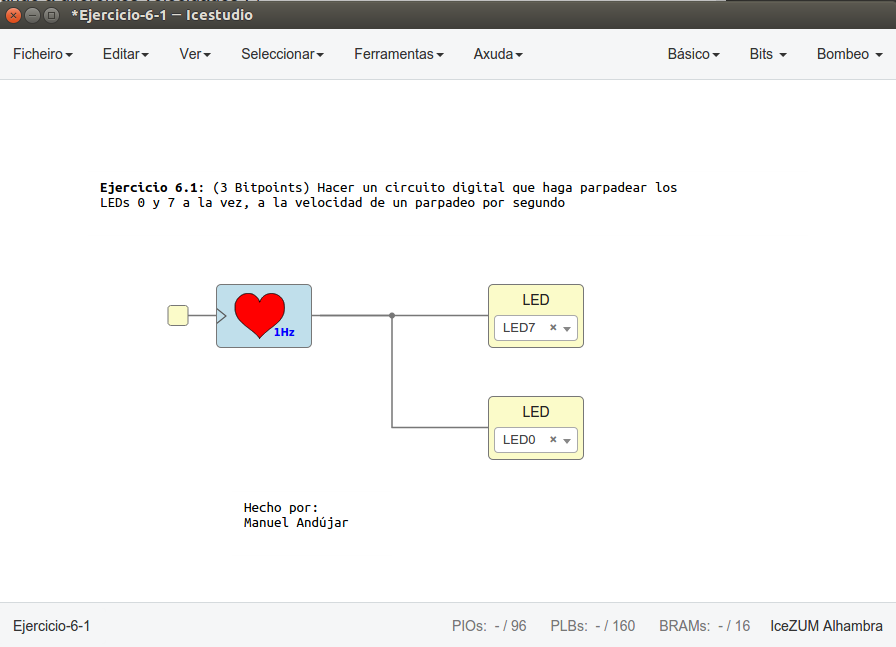 *Ejercicio-6-1 — Icestudio
Ficheiro Editar Ver Seleccionar Ferramentas Axuda Básico Bits Bombeo
Ejercicio 6.1: (3 Bitpoints) Hacer un circuito digital que haga parpadear los
LEDs 0 y 7 a la vez, a la velocidad de un parpadeo por segundo
1Hz
LED
LED7
LED
LED0
Hecho por:
Manuel Andújar
Ejercicio-6-1 PIOs: - / 96 PLBs: - / 160 BRAMs: - / 16 IceZUM Alhambra